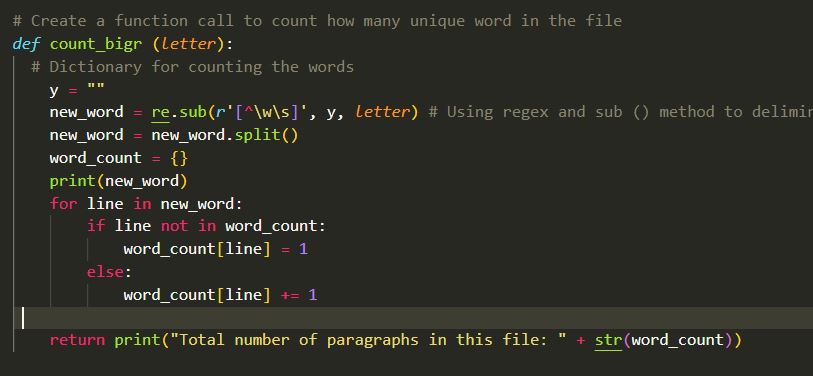 # Create a function call to count how many unique word in the file
def count_bigr (letter):
# Dictionary for counting the words
y = ""
new_word = re.sub(r'[^\w\s]', y, letter) # Using regex and sub () method to
new_word = new_word.split()
word_count = {}
print(new_word)
for line in new_word:
if line not in word_count:
word_count[line] = 1
else:
word_count[line] += 1
return print("Total number of paragraphs in this file: " + str(word_count))